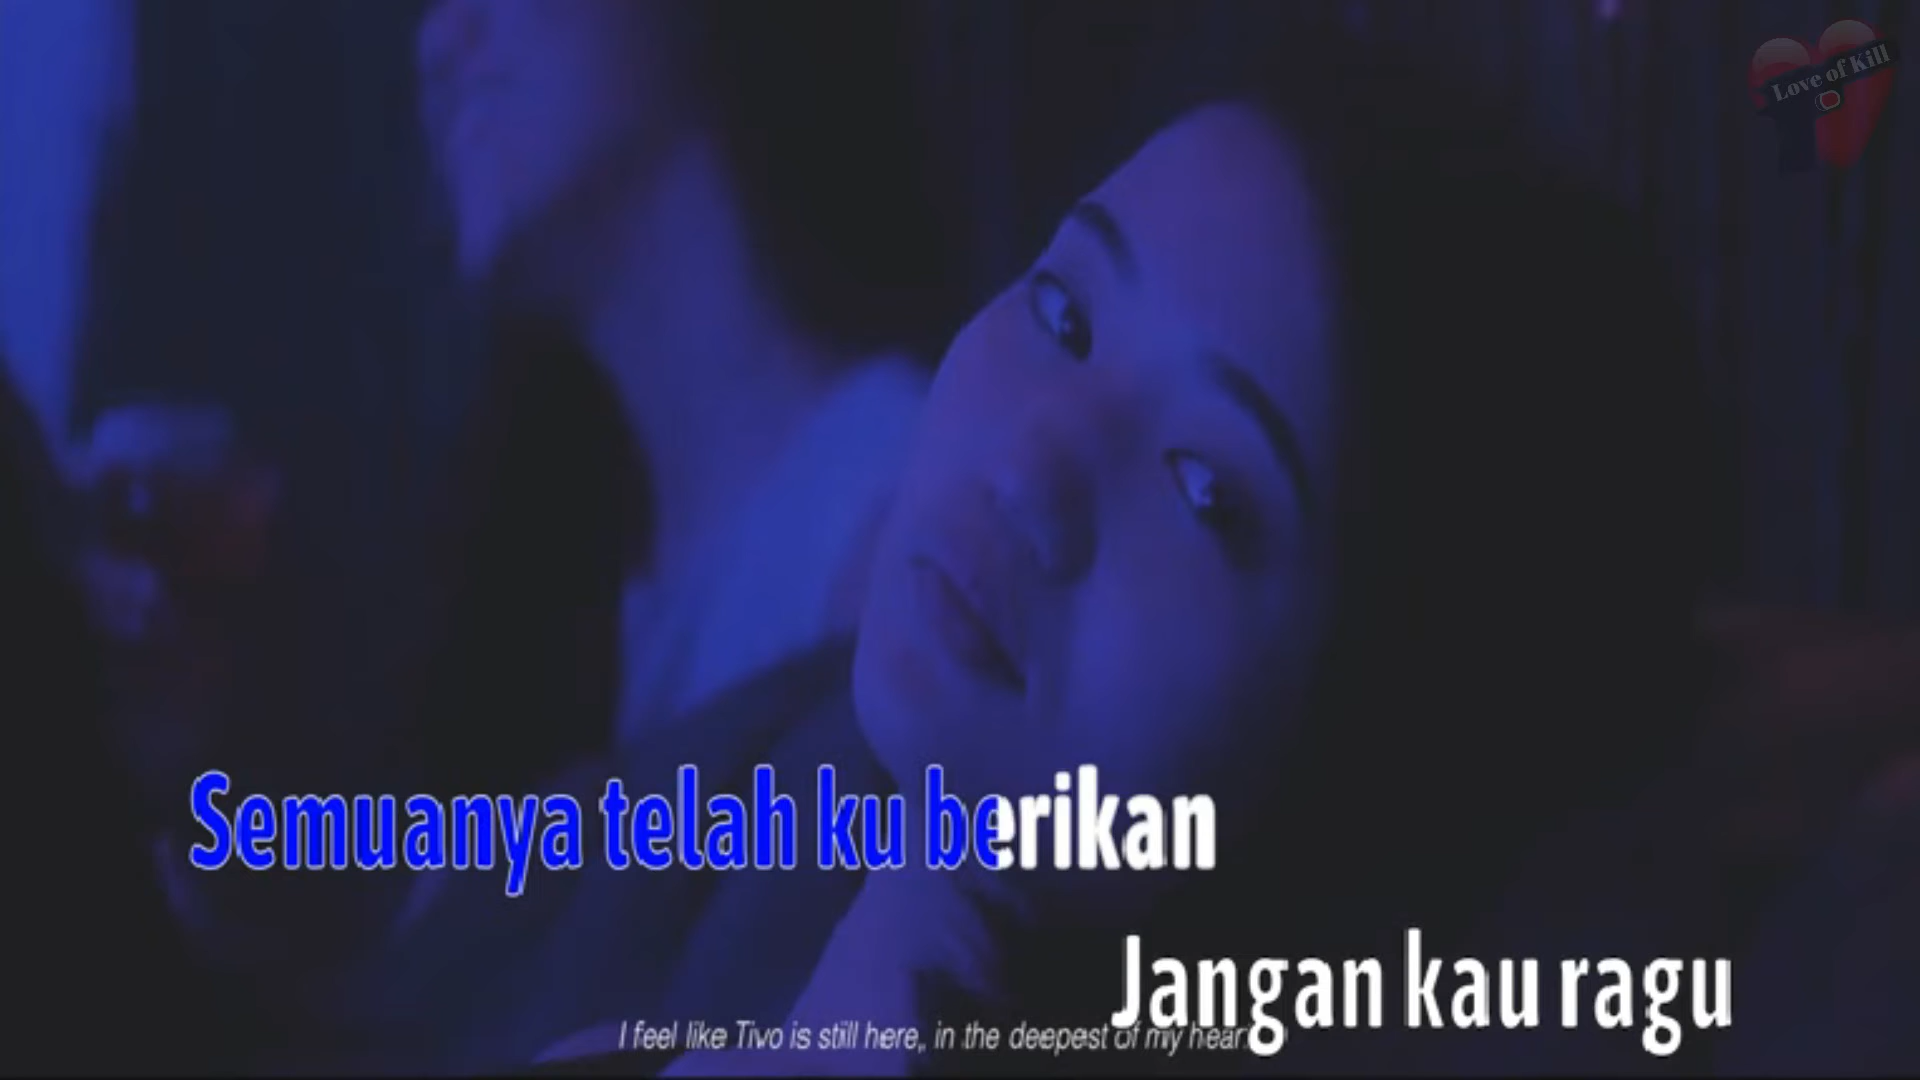 Love of Kill
Semuanya telah ku berikan
Jangan kau ragu
I feel like Tivo is still here, in the deepest of my heart